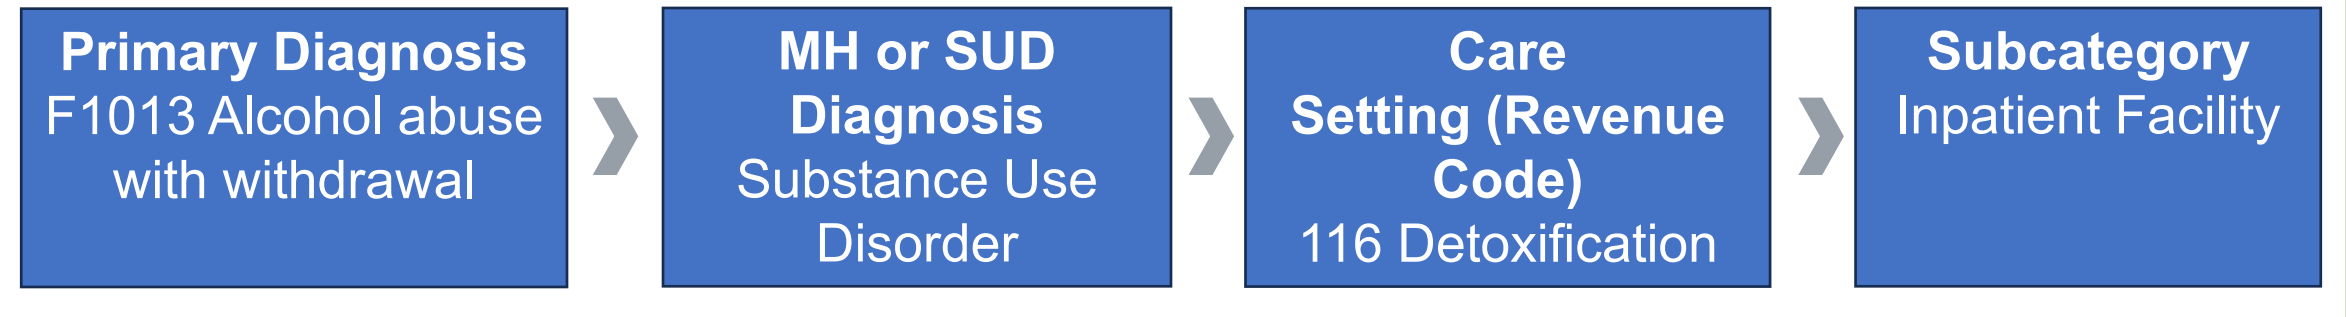 Primary Diagnosis
F1013 Alcohol abuse
with withdrawal
MH or SUD
Diagnosis
Substance Use
Disorder
Care
Setting (Revenue
Code)
116 Detoxification
Subcategory
Inpatient Facility